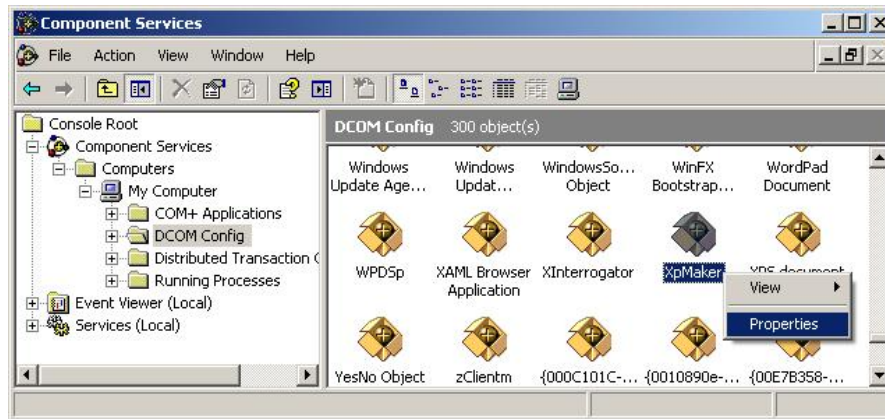 Component Services
File Action View Window Help
Console Root
Component Services
Computers
My Computer
COM+ Applications
DCOM Config
Distributed Transaction
Running Processes
Event Viewer (Local)
Services (Local)
DCOM Config 300 object(s)
Windows Update Age...
Windows Updat...
WindowsSo... Object
WinFX Bootstrap...
WordPad Document
WPDSp
XAML Browser Application
XInterrogator
XpMaker
XPS document
View
Properties
YesNo Object
zClientm
{000C101C-...
{0010890e-...
{00E7B358-...